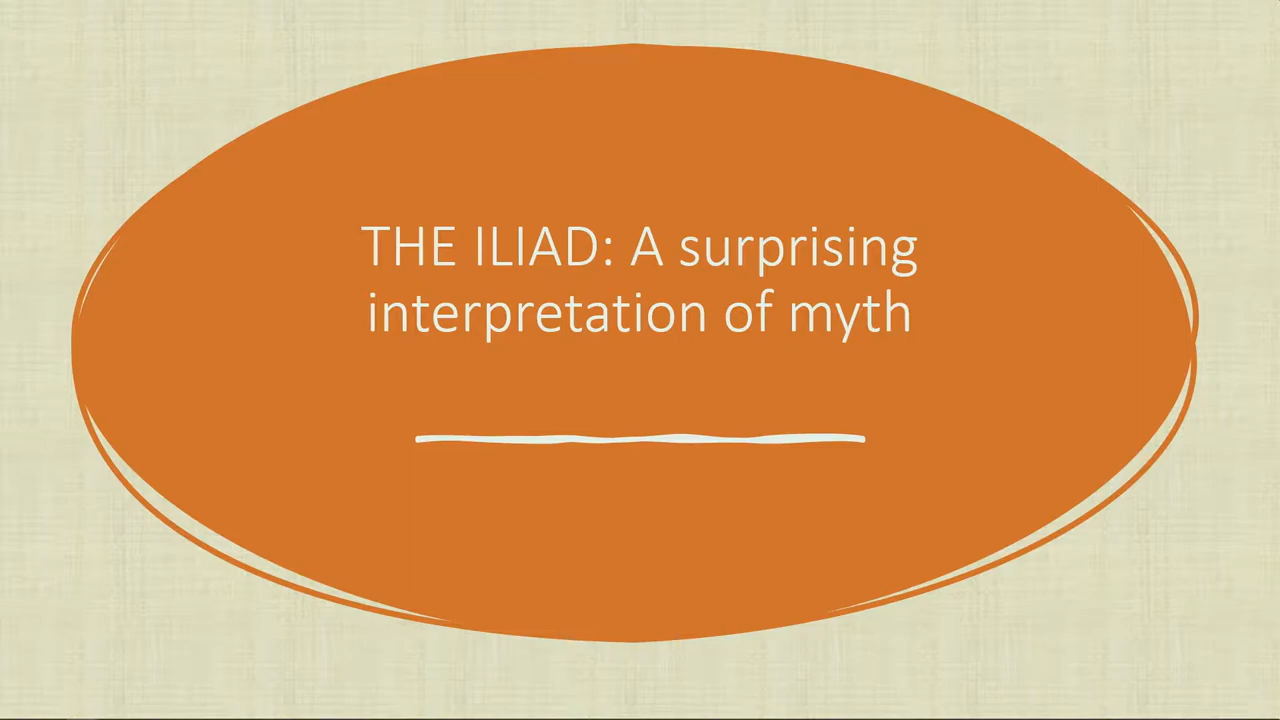 THE ILIAD: A surprising
interpretation of myth